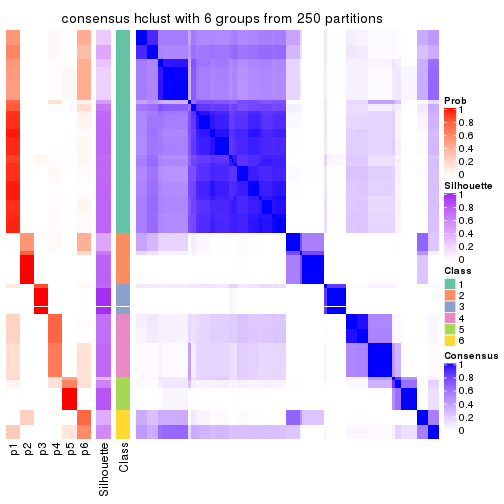 consensus hclust with 6 groups from 250 partitions
Prob
1
0.8
0.6
0.4
0.2
0
Silhouette
1
0.8
0.6
0.4
0.2
0
Class
1
2
3
4
5
6
Consensus
1
0.8
0.6
0.4
0.2
0
p1
p2
p3
p4
p5
p6
Silhouette
Class